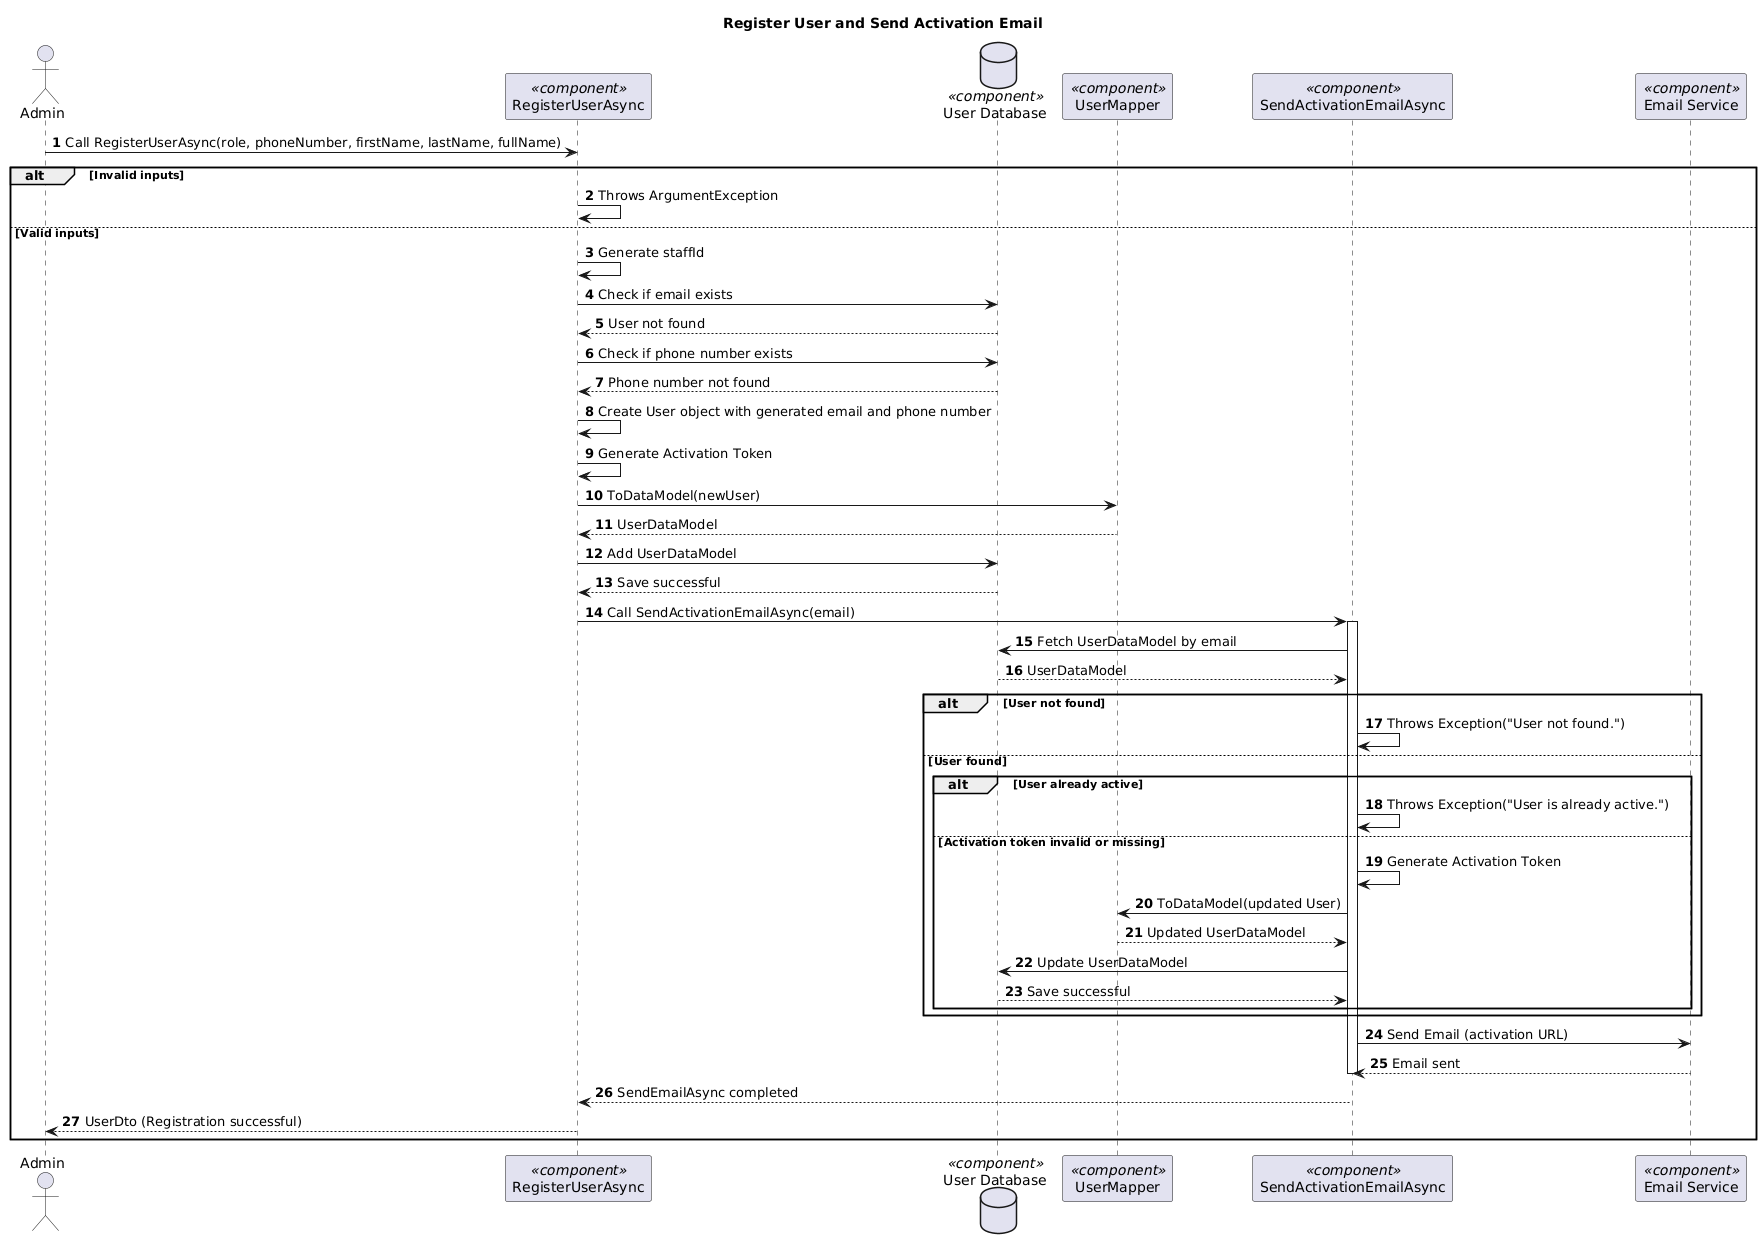 Register User and Send Activation Email
Admin
«component»
RegisterUserAsync
«component»
User Database
«component»
UserMapper
«component»
SendActivationEmailAsync
«component»
Email Service
1 Call RegisterUserAsync(role, phoneNumber, firstName, lastName, fullName)
alt [Invalid inputs]
2 Throws ArgumentException
[Valid inputs]
3 Generate staffId
4 Check if email exists
5 User not found
6 Check if phone number exists
7 Phone number not found
8 Create User object with generated email and phone number
9 Generate Activation Token
10 ToDataModel(newUser)
11 UserDataModel
12 Add UserDataModel
13 Save successful
14 Call SendActivationEmailAsync(email)
15 Fetch UserDataModel by email
16 UserDataModel
alt [User not found]
17 Throws Exception("User not found.")
[User found]
alt [User already active]
18 Throws Exception("User is already active.")
[Activation token invalid or missing]
19 Generate Activation Token
20 ToDataModel(updated User)
21 Updated UserDataModel
22 Update UserDataModel
23 Save successful
24 Send Email (activation URL)
25 Email sent
26 SendEmailAsync completed
27 UserDto (Registration successful)
Admin
«component»
RegisterUserAsync
«component»
User Database
«component»
UserMapper
«component»
SendActivationEmailAsync
«component»
Email Service